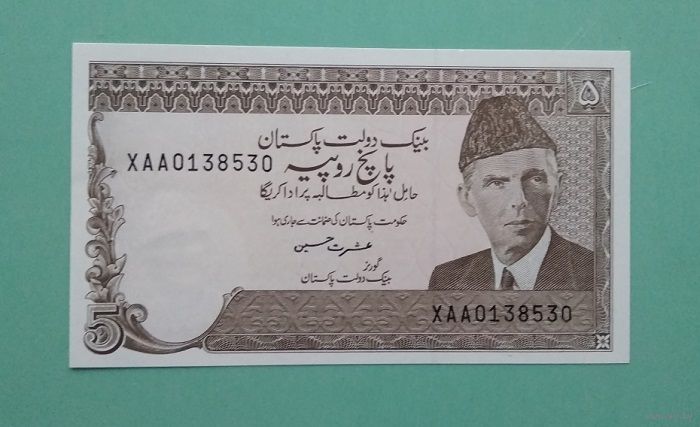 ۵
بینک دولت پاکستان
پانچ روپیہ
XAA0138530
حامل ہٰذا کو مطالبہ پر ادا کریگا
حکومت پاکستان کی ضمانت سے جاری ہوا
عشرت حسین
گورنر
بینک دولت پاکستان
5
XAA0138530